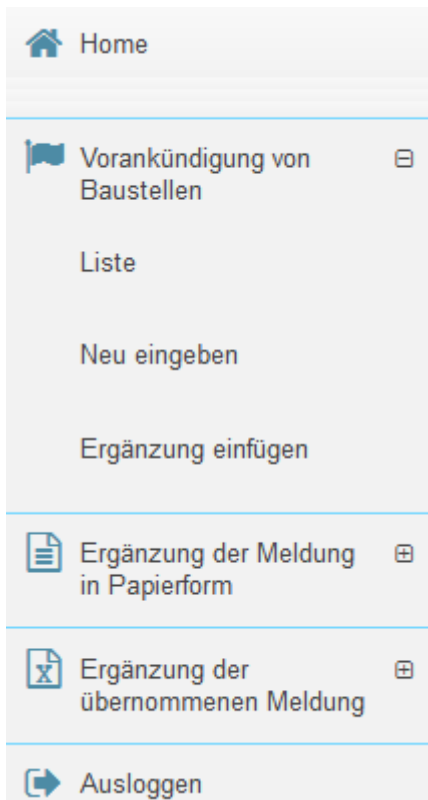 Home
Vorankündigung von
Baustellen
Liste
Neu eingeben
Ergänzung einfügen
Ergänzung der Meldung
in Papierform
Ergänzung der
übernommenen Meldung
Ausloggen